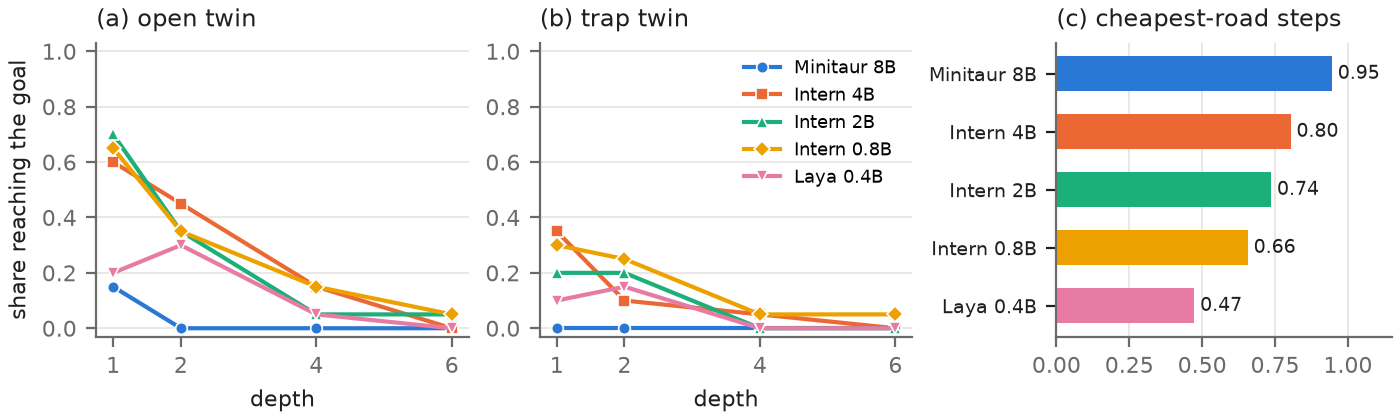 (a) open twin
share reaching the goal
1.0
0.8
0.6
0.4
0.2
0.0
1 2 4 6
depth
(b) trap twin
1.0
0.8
0.6
0.4
0.2
0.0
Minitaur 8B
Intern 4B
Intern 2B
Intern 0.8B
Laya 0.4B
1 2 4 6
depth
(c) cheapest-road steps
Minitaur 8B 0.95
Intern 4B 0.80
Intern 2B 0.74
Intern 0.8B 0.66
Laya 0.4B 0.47
0.00 0.25 0.50 0.75 1.00